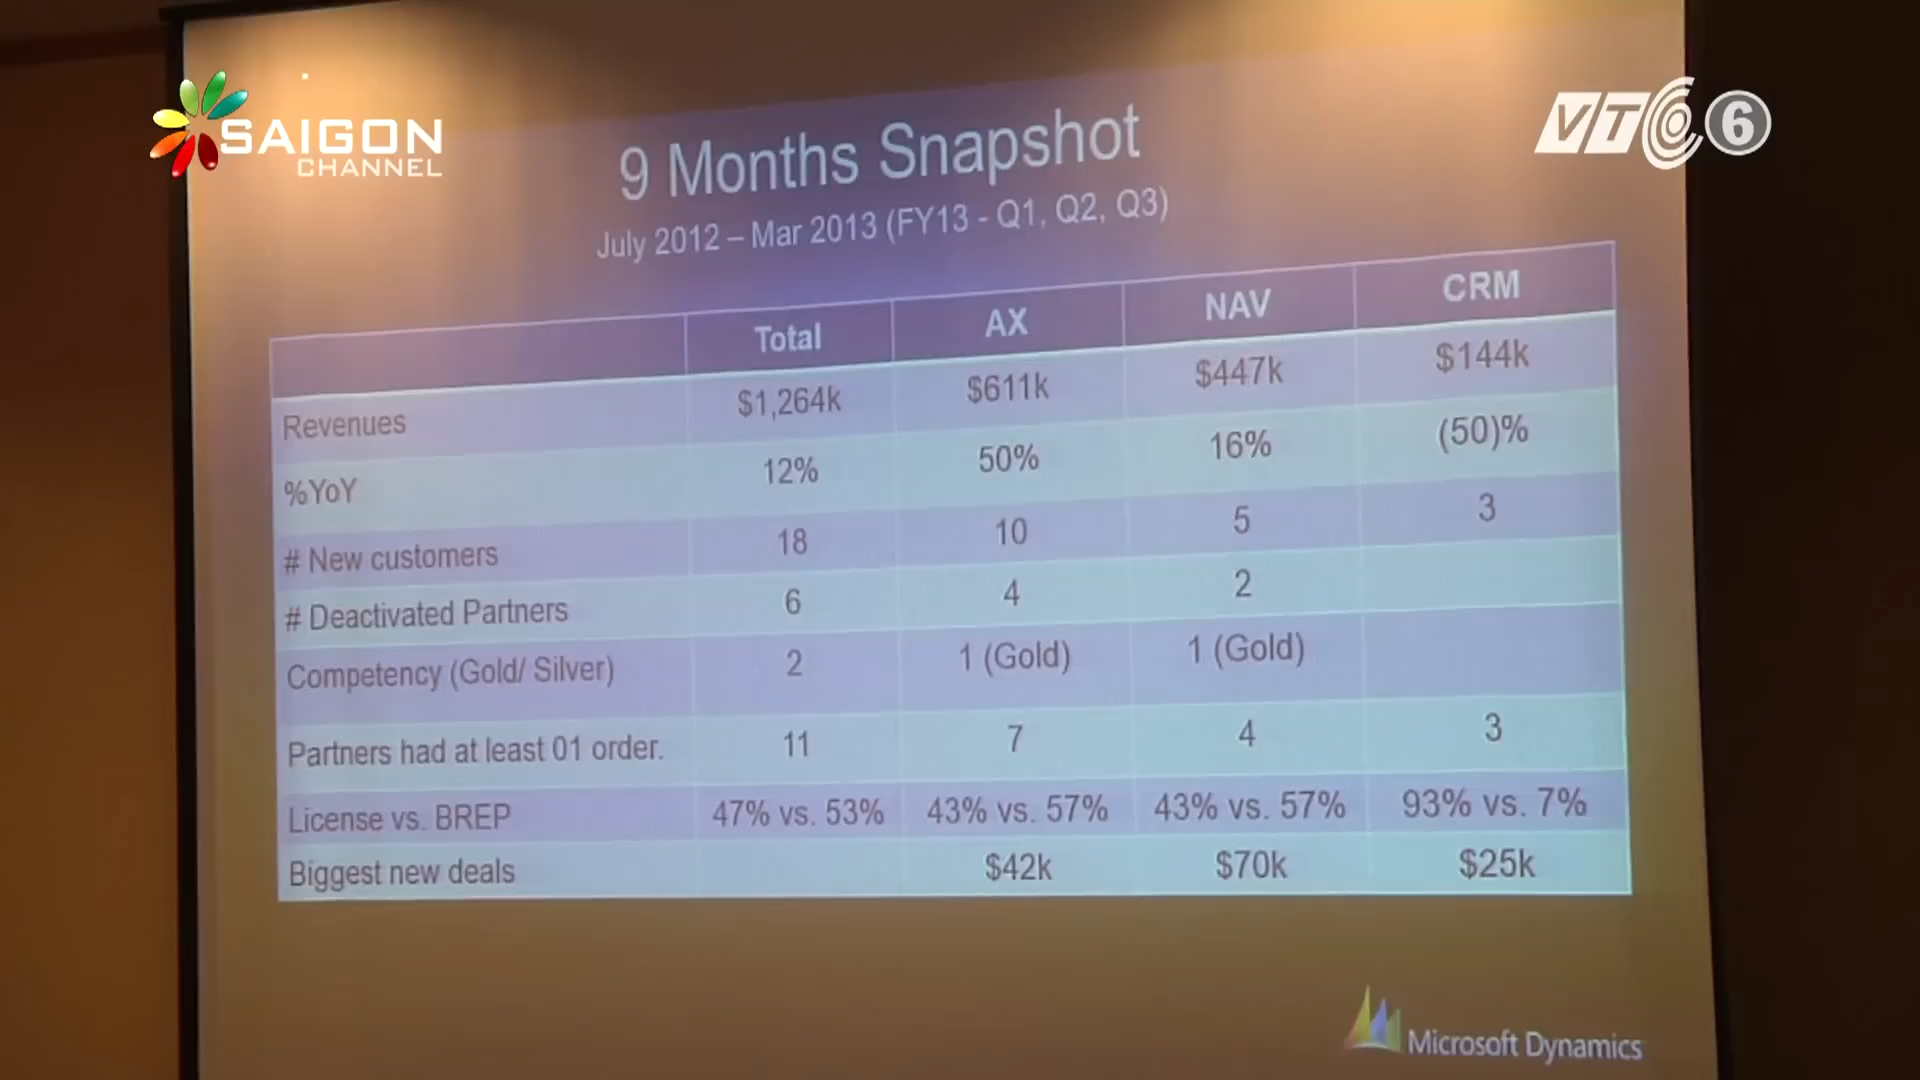 SAIGON
CHANNEL
VTC 6
9 Months Snapshot
July 2012 – Mar 2013 (FY13 - Q1, Q2, Q3)
Total AX NAV CRM
Revenues $1,264k $611k $447k $144k
%YoY 12% 50% 16% (50)%
# New customers 18 10 5 3
# Deactivated Partners 6 4 2
Competency (Gold/ Silver) 2 1 (Gold) 1 (Gold)
Partners had at least 01 order. 11 7 4 3
License vs. BREP 47% vs. 53% 43% vs. 57% 43% vs. 57% 93% vs. 7%
Biggest new deals $42k $70k $25k
Microsoft Dynamics